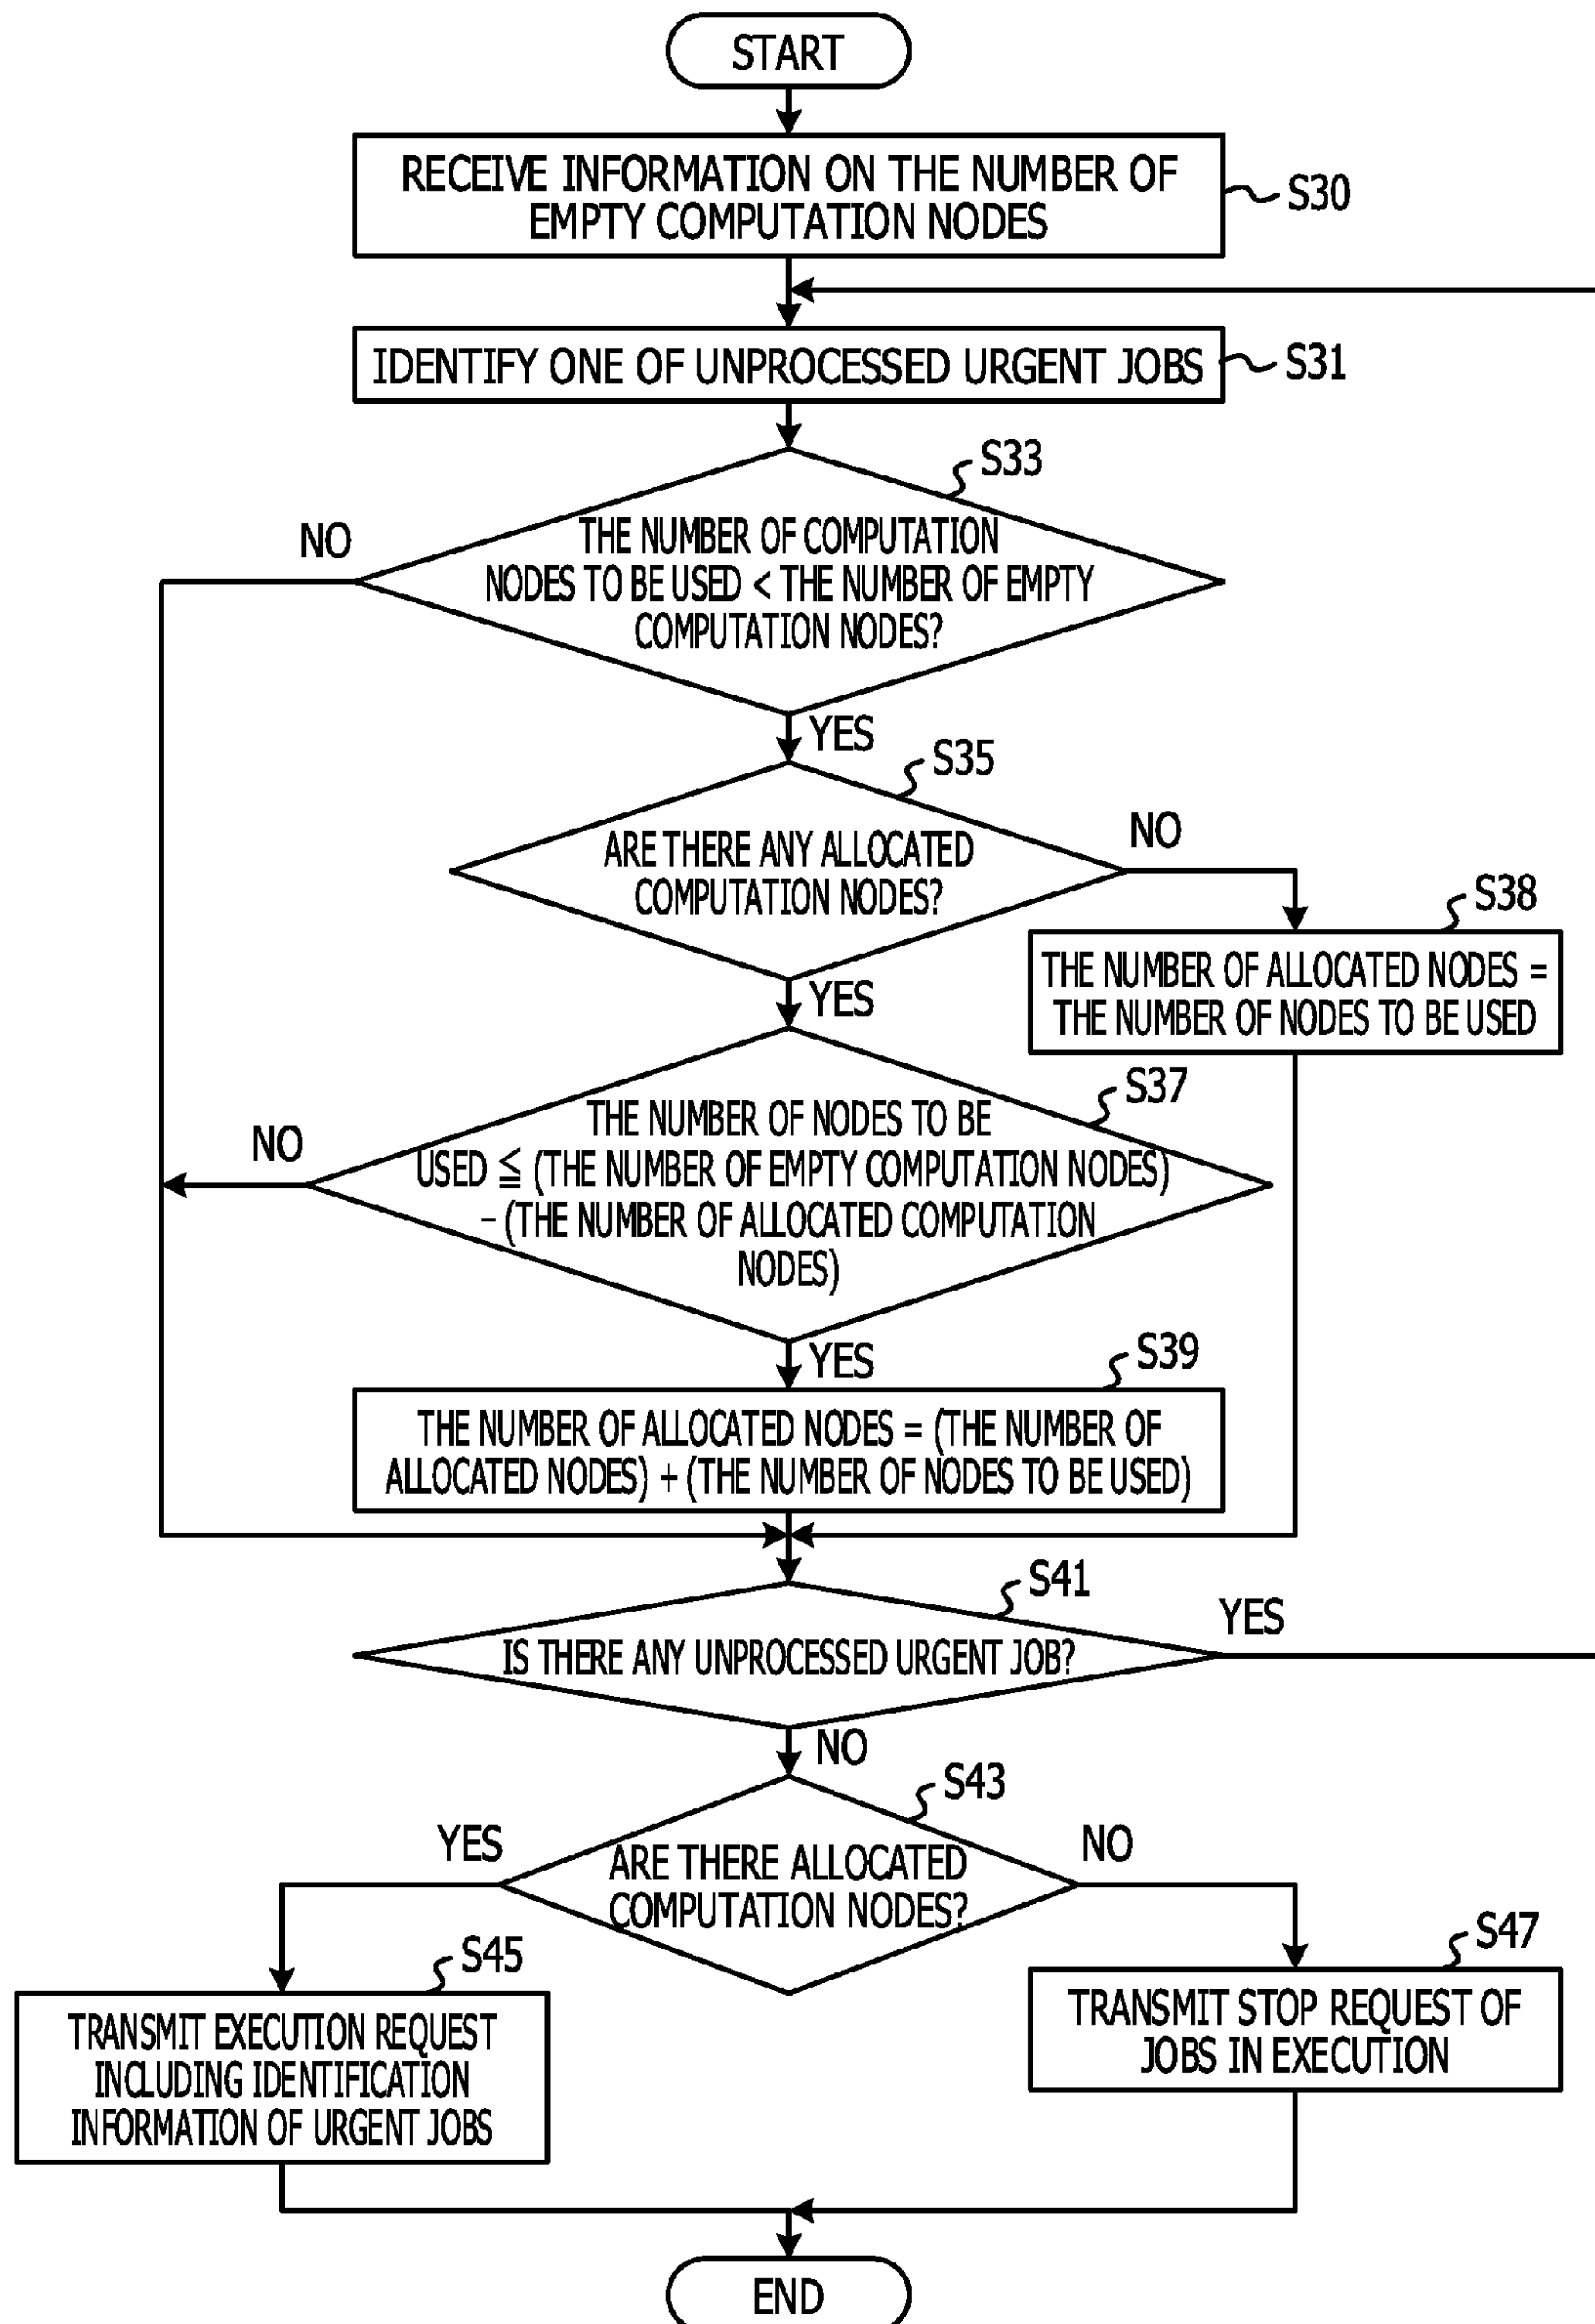 START
RECEIVE INFORMATION ON THE NUMBER OF
EMPTY COMPUTATION NODES
S30
IDENTIFY ONE OF UNPROCESSED URGENT JOBS
S31
S33
NO
THE NUMBER OF COMPUTATION
NODES TO BE USED < THE NUMBER OF EMPTY
COMPUTATION NODES?
YES
S35
NO
ARE THERE ANY ALLOCATED
COMPUTATION NODES?
S38
THE NUMBER OF ALLOCATED NODES =
THE NUMBER OF NODES TO BE USED
YES
S37
NO
THE NUMBER OF NODES TO BE
USED ≦ (THE NUMBER OF EMPTY COMPUTATION NODES)
– (THE NUMBER OF ALLOCATED COMPUTATION
NODES)
YES
S39
THE NUMBER OF ALLOCATED NODES = (THE NUMBER OF
ALLOCATED NODES) + (THE NUMBER OF NODES TO BE USED)
S41
YES
IS THERE ANY UNPROCESSED URGENT JOB?
NO
S43
YES
NO
ARE THERE ALLOCATED
COMPUTATION NODES?
S45
S47
TRANSMIT EXECUTION REQUEST
INCLUDING IDENTIFICATION
INFORMATION OF URGENT JOBS
TRANSMIT STOP REQUEST OF
JOBS IN EXECUTION
END